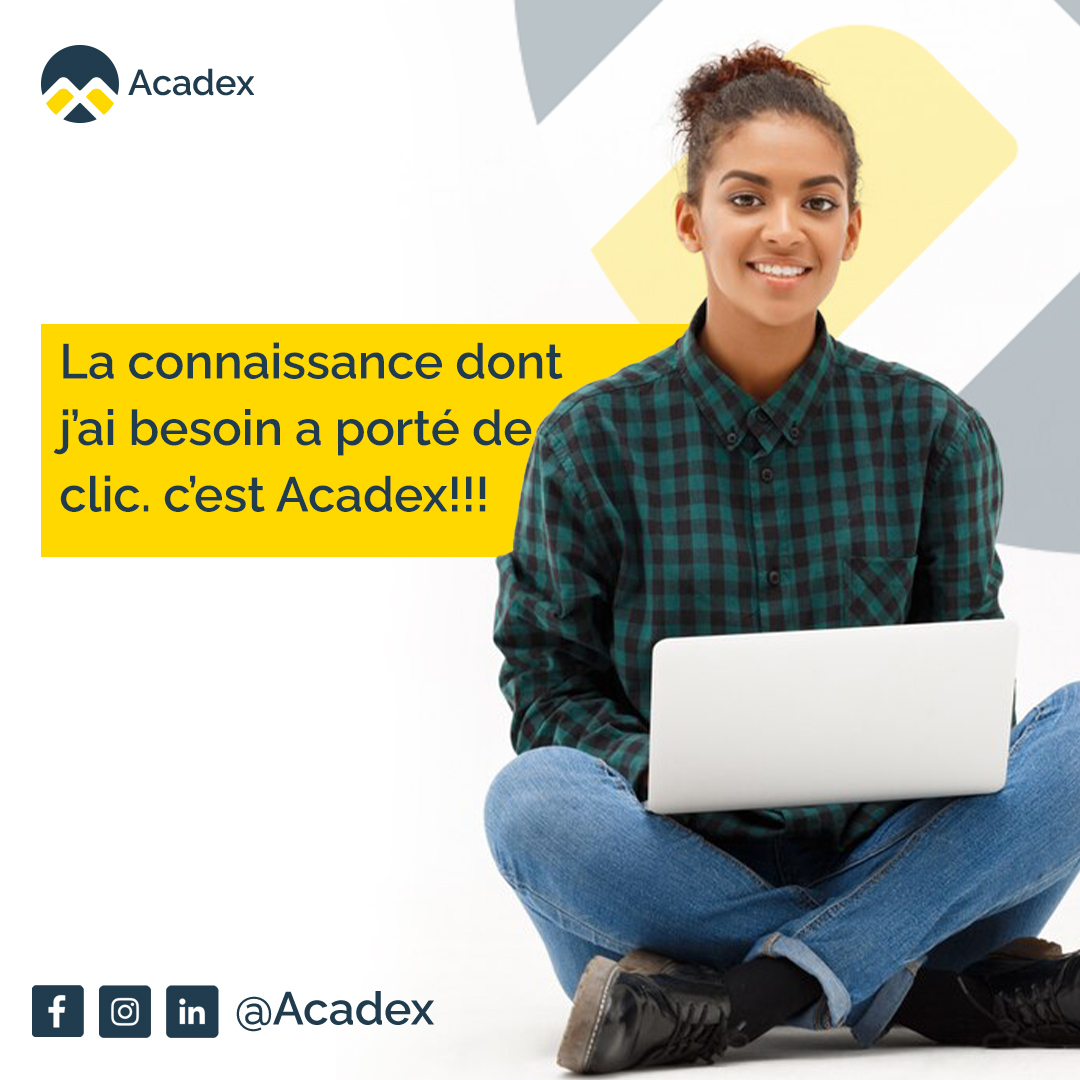 Acadex
La connaissance dont
j’ai besoin a porté de
clic. c’est Acadex!!!
@Acadex